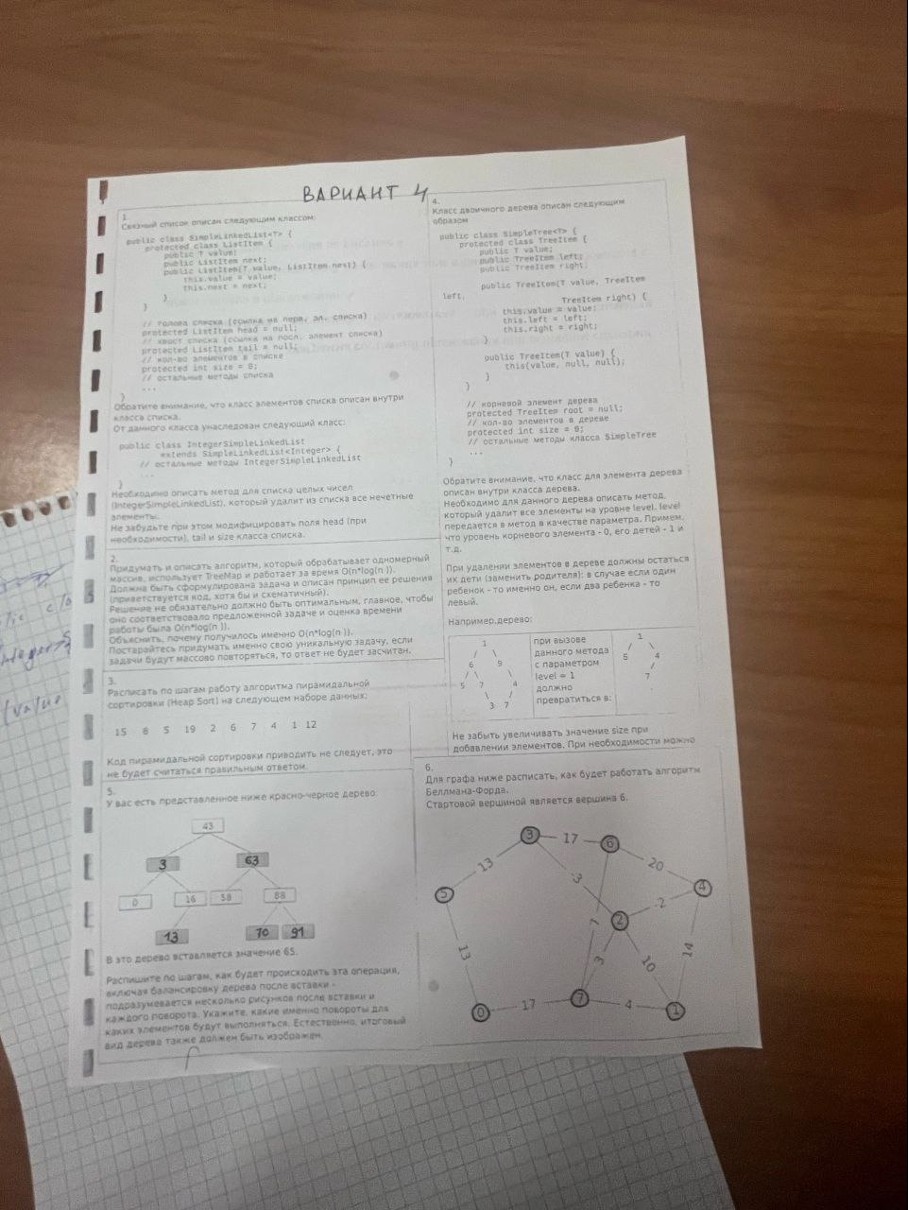 ВАРИАНТ 4
1.
Связный список описан следующим классом:
public class SimpleLinkedList<T> {
protected class ListItem {
public T value;
public ListItem next;
public ListItem(T value, ListItem next) {
this.value = value;
this.next = next;
}
}
// голова списка (ссылка на перв. эл. списка)
protected ListItem head = null;
// хвост списка (ссылка на посл. элемент списка)
protected ListItem tail = null;
// кол-во элементов в списке
protected int size = 0;
// остальные методы списка
...
}
Обратите внимание, что класс элементов списка описан внутри
класса списка.
От данного класса унаследован следующий класс:
public class IntegerSimpleLinkedList
extends SimpleLinkedList<Integer> {
// остальные методы IntegerSimpleLinkedList
...
}
Необходимо описать метод для списка целых чисел
(IntegerSimpleLinkedList), который удалит из списка все нечетные
элементы.
Не забудьте при этом модифицировать поля head (при
необходимости), tail и size класса списка.
2.
Придумать и описать алгоритм, который обрабатывает одномерный
массив, использует TreeMap и работает за время O(n*log(n)).
Должна быть сформулирована задача и описан принцип ее решения
(приветствуется код, хотя бы и схематичный).
Решение не обязательно должно быть оптимальным, главное, чтобы
оно соответствовало предложенной задаче и оценка времени
работы была O(n*log(n)).
Объяснить, почему получилось именно O(n*log(n)).
Постарайтесь придумать именно свою уникальную задачу, если
задачи будут массово повторяться, то ответ не будет засчитан.
3.
Расписать по шагам работу алгоритма пирамидальной
сортировки (Heap Sort) на следующем наборе данных:
15 8 5 19 2 6 7 4 1 12
Код пирамидальной сортировки приводить не следует, это
не будет считаться правильным ответом.
5.
У вас есть представленное ниже красно-черное дерево
43
3 63
0 16 58 88
13 70 91
В это дерево вставляется значение 65.
Распишите по шагам, как будет происходить эта операция,
включая балансировку дерева после вставки -
подразумевается несколько рисунков после вставки и
каждого поворота. Укажите, какие именно повороты для
каких элементов будут выполняться. Естественно, итоговый
вид дерева также должен быть изображен.
4.
Класс двоичного дерева описан следующим
образом
public class SimpleTree<T> {
protected class TreeItem {
public T value;
public TreeItem left;
public TreeItem right;
public TreeItem(T value, TreeItem
left,
TreeItem right) {
this.value = value;
this.left = left;
this.right = right;
}
public TreeItem(T value) {
this(value, null, null);
}
}
// корневой элемент дерева
protected TreeItem root = null;
// кол-во элементов в дереве
protected int size = 0;
// остальные методы класса SimpleTree
...
}
Обратите внимание, что класс для элемента дерева
описан внутри класса дерева.
Необходимо для данного дерева описать метод,
который удалит все элементы на уровне level. level
передается в метод в качестве параметра. Примем,
что уровень корневого элемента - 0, его детей - 1 и
т.д.
При удалении элементов в дереве должны остаться
их дети (заменить родителя): в случае если один
ребенок - то именно он, если два ребенка - то
левый.
Например, дерево:
1
6 9
5 7 4
3 7
при вызове
данного метода
с параметром
level = 1
должно
превратиться в:
1
5 4
7
Не забыть увеличивать значение size при
добавлении элементов. При необходимости можно
6.
Для графа ниже расписать, как будет работать алгоритм
Беллмана-Форда.
Стартовой вершиной является вершина 6.
3 17 6
13 20
5 -3 4
-2
2
7
13 3 10 14
0 17 7 4 1